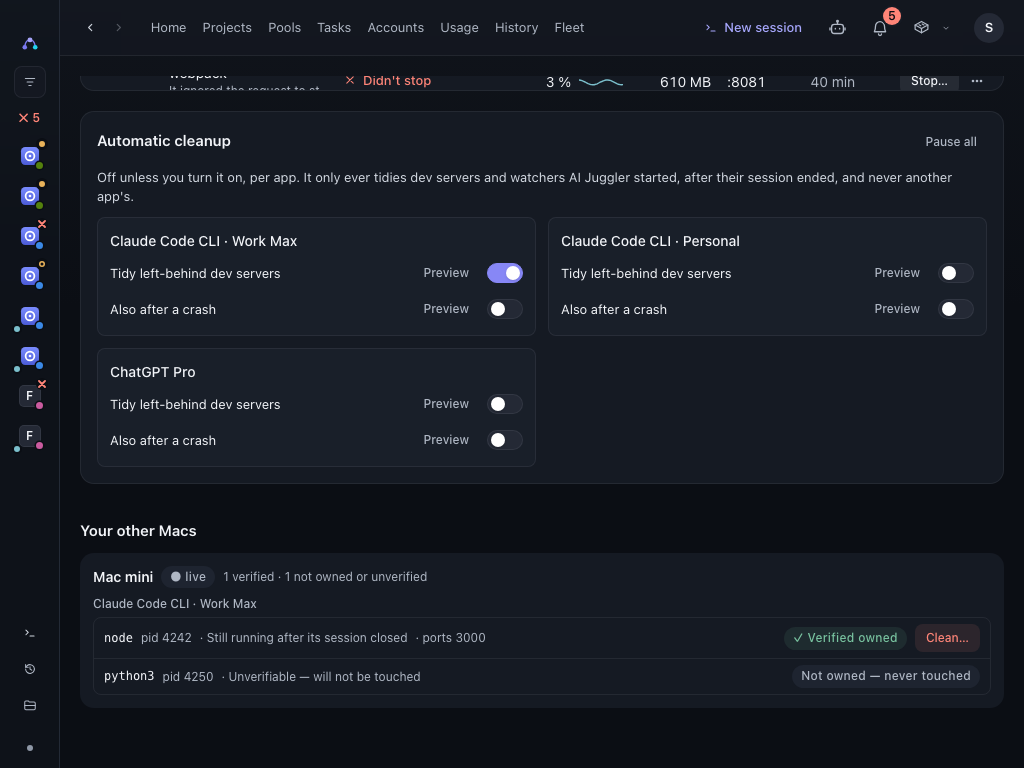 Home Projects Pools Tasks Accounts Usage History Fleet New session 5 S
5
webpack Didn't stop 3 % 610 MB :8081 40 min Stop…
It ignored the request to st
Automatic cleanup Pause all
Off unless you turn it on, per app. It only ever tidies dev servers and watchers AI Juggler started, after their session ended, and never another
app's.
Claude Code CLI · Work Max
Tidy left-behind dev servers Preview
Also after a crash Preview
Claude Code CLI · Personal
Tidy left-behind dev servers Preview
Also after a crash Preview
ChatGPT Pro
Tidy left-behind dev servers Preview
Also after a crash Preview
F
F
Your other Macs
Mac mini live 1 verified · 1 not owned or unverified
Claude Code CLI · Work Max
node pid 4242 · Still running after its session closed · ports 3000 ✓ Verified owned Clean…
python3 pid 4250 · Unverifiable — will not be touched Not owned — never touched